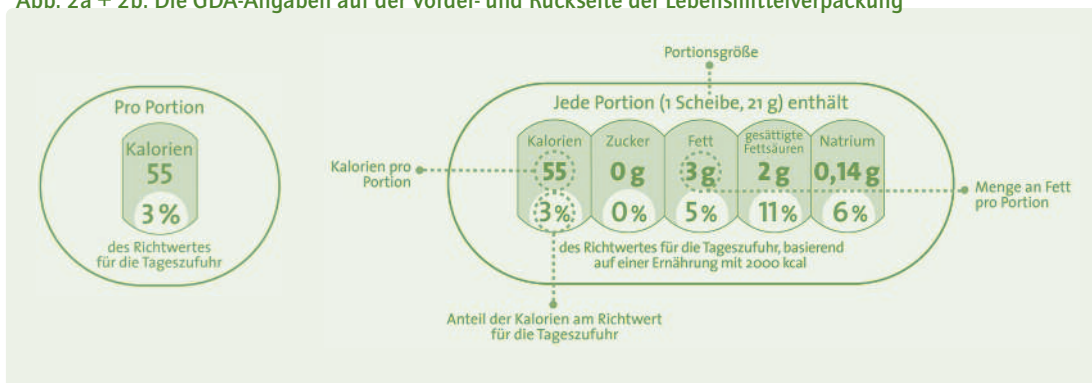 Abb. 2a + 2b: Die GDA-Angaben auf der Vorder- und Rückseite der Lebensmittelverpackung
Pro Portion
Kalorien
55
3%
des Richtwertes
für die Tageszufuhr
Portionsgröße
Jede Portion (1 Scheibe, 21 g) enthält
Kalorien
55
3%
Zucker
0 g
0%
Fett
3 g
5%
gesättigte
Fettsäuren
2 g
11%
Natrium
0,14 g
6%
des Richtwertes für die Tageszufuhr, basierend
auf einer Ernährung mit 2000 kcal
Kalorien pro
Portion
Menge an Fett
pro Portion
Anteil der Kalorien am Richtwert
für die Tageszufuhr